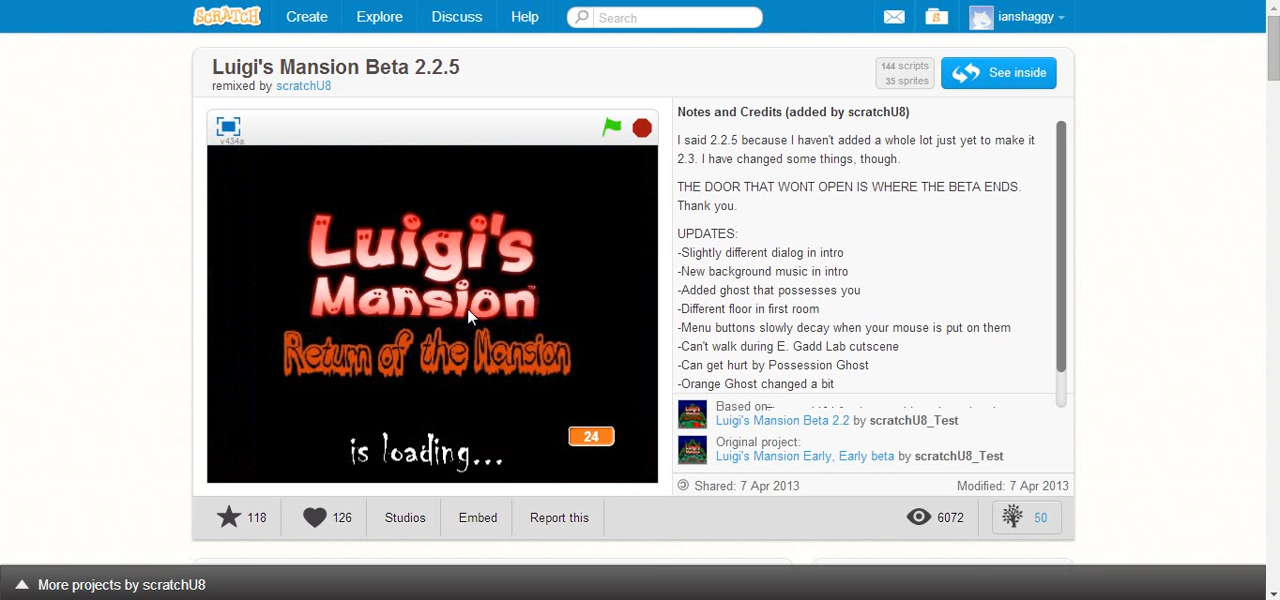 SCRATCH Create Explore Discuss Help Search ianshaggy
Luigi's Mansion Beta 2.2.5
remixed by scratchU8
144 scripts
35 sprites
See inside
v434a
Luigi's
Mansion
TM
Return of the Mansion
24
is loading...
Notes and Credits (added by scratchU8)
I said 2.2.5 because I haven't added a whole lot just yet to make it
2.3. I have changed some things, though.
THE DOOR THAT WONT OPEN IS WHERE THE BETA ENDS.
Thank you.
UPDATES:
-Slightly different dialog in intro
-New background music in intro
-Added ghost that possesses you
-Different floor in first room
-Menu buttons slowly decay when your mouse is put on them
-Can't walk during E. Gadd Lab cutscene
-Can get hurt by Possession Ghost
-Orange Ghost changed a bit
Based on:
Luigi's Mansion Beta 2.2 by scratchU8_Test
Original project:
Luigi's Mansion Early, Early beta by scratchU8_Test
Shared: 7 Apr 2013 Modified: 7 Apr 2013
118 126 Studios Embed Report this 6072 50
More projects by scratchU8